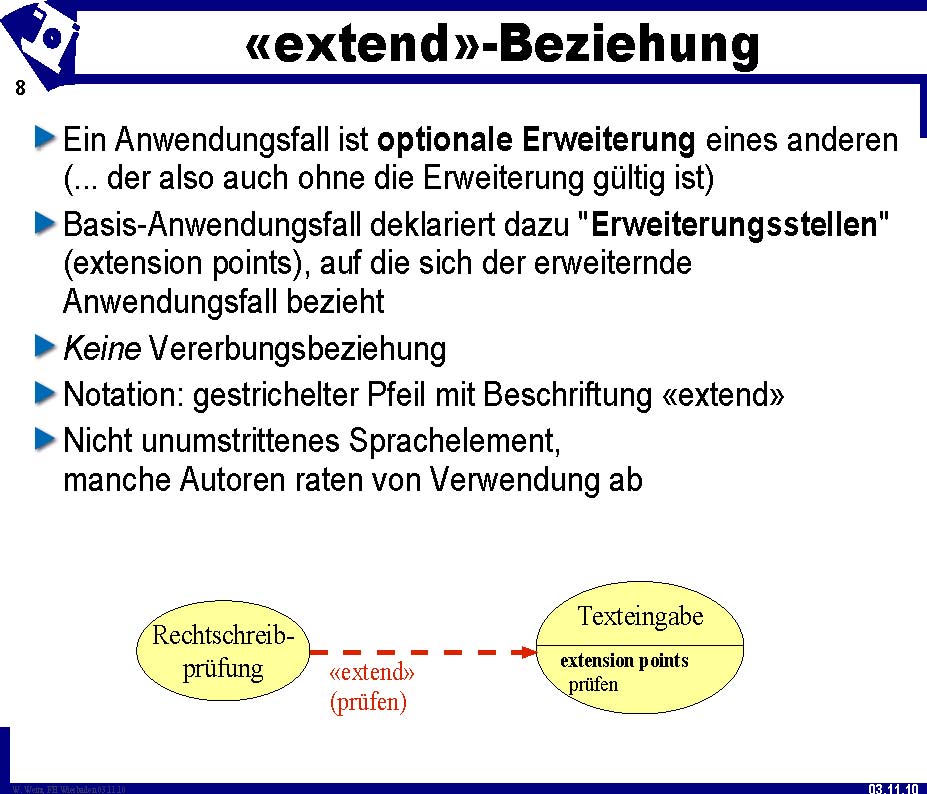 «extend»-Beziehung
8
Ein Anwendungsfall ist optionale Erweiterung eines anderen
(... der also auch ohne die Erweiterung gültig ist)
Basis-Anwendungsfall deklariert dazu "Erweiterungsstellen"
(extension points), auf die sich der erweiternde
Anwendungsfall bezieht
Keine Vererbungsbeziehung
Notation: gestrichelter Pfeil mit Beschriftung «extend»
Nicht unumstrittenes Sprachelement,
manche Autoren raten von Verwendung ab
Rechtschreib-
prüfung
«extend»
(prüfen)
Texteingabe
extension points
prüfen
W. Weitz, FH Wiesbaden 03.11.10
03.11.10